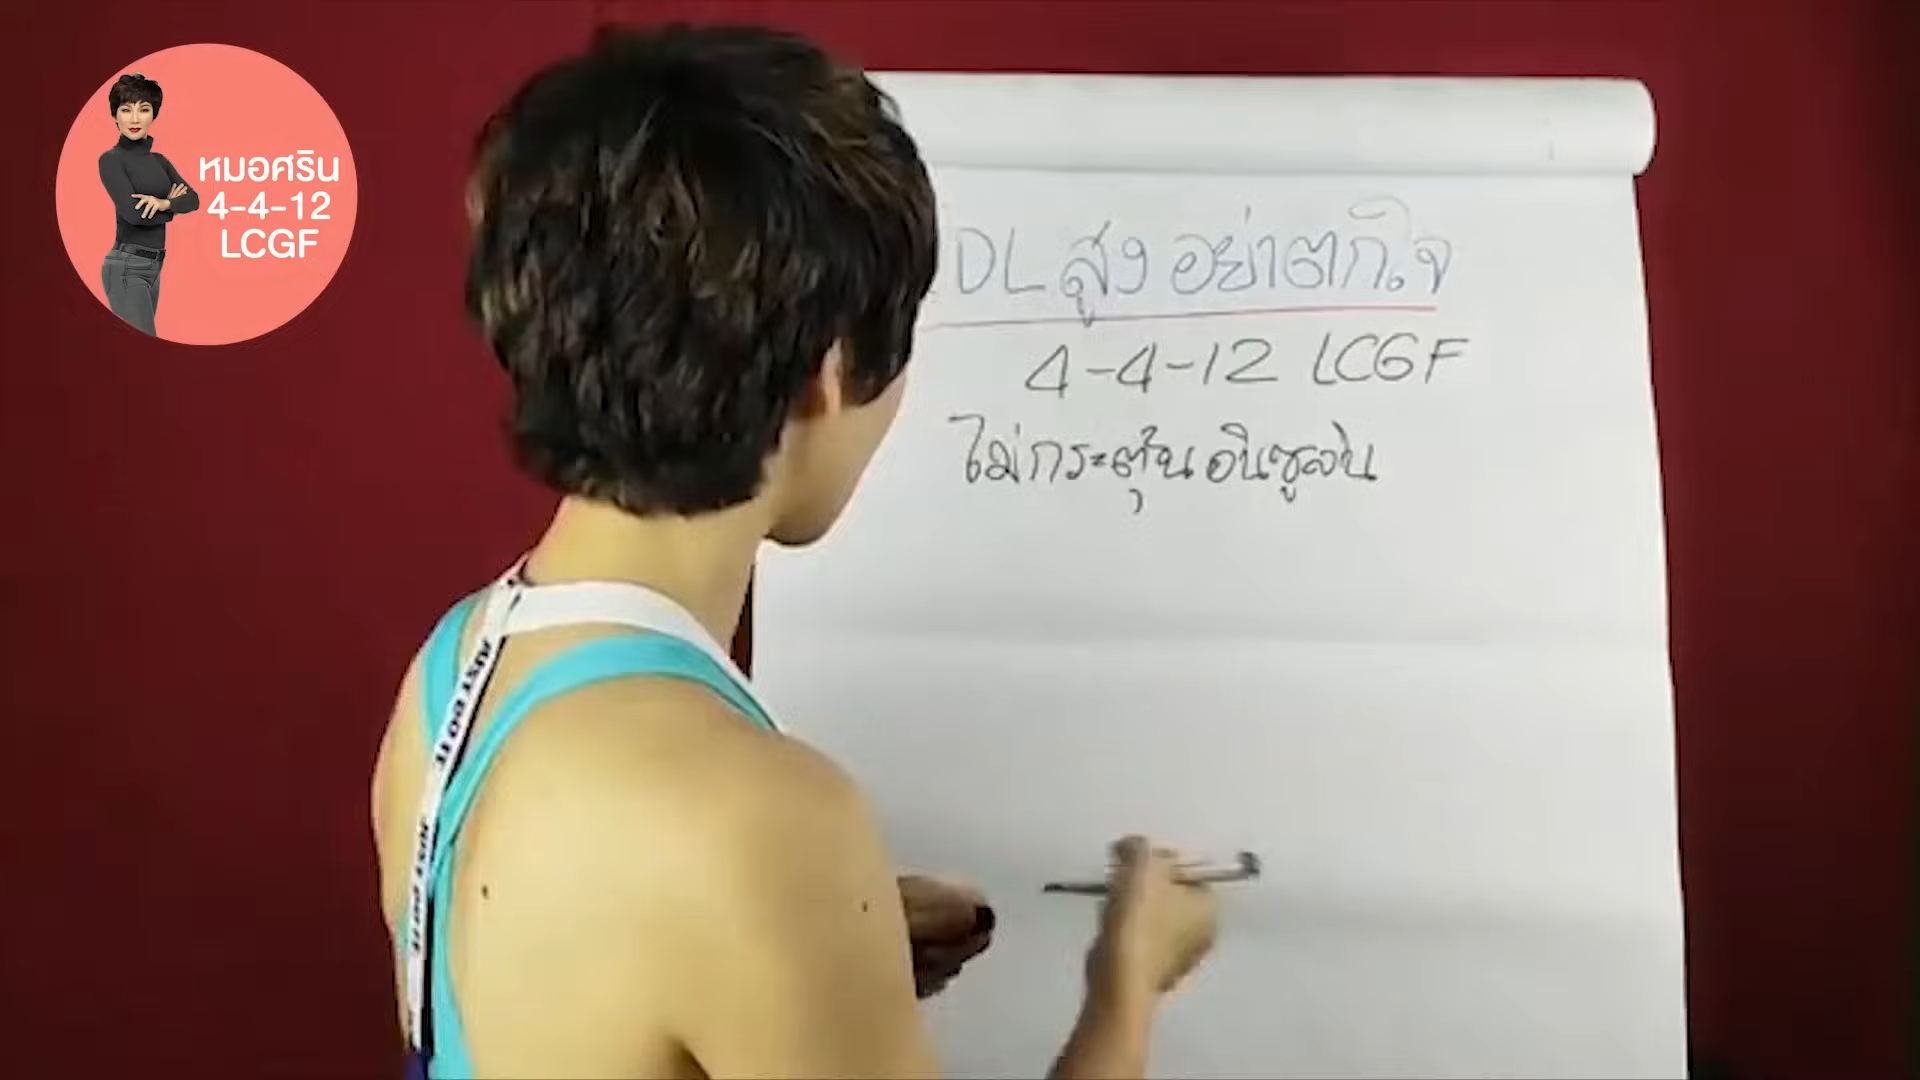 หมอศริน
4-4-12
LCGF
DL สูง อย่าตกใจ
4-4-12 LCGF
ไม่กระตุ้นอินซูลิน